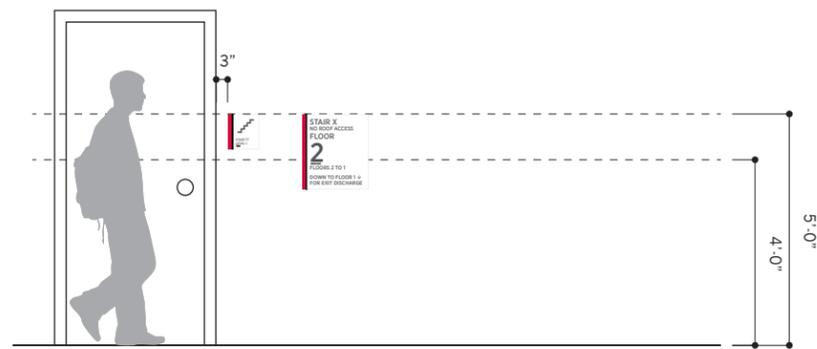 3”
STAIR X
NO ROOF ACCESS
FLOOR
2
FLOORS 2 TO 1
DOWN TO FLOOR 1 ↓
FOR EXIT DISCHARGE
4'-0”
5'-0”